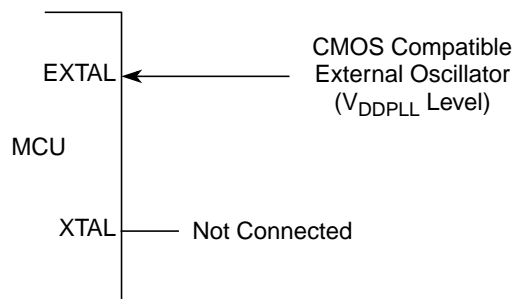 EXTAL
CMOS Compatible
External Oscillator
(VDDPLL Level)
MCU
XTAL
Not Connected